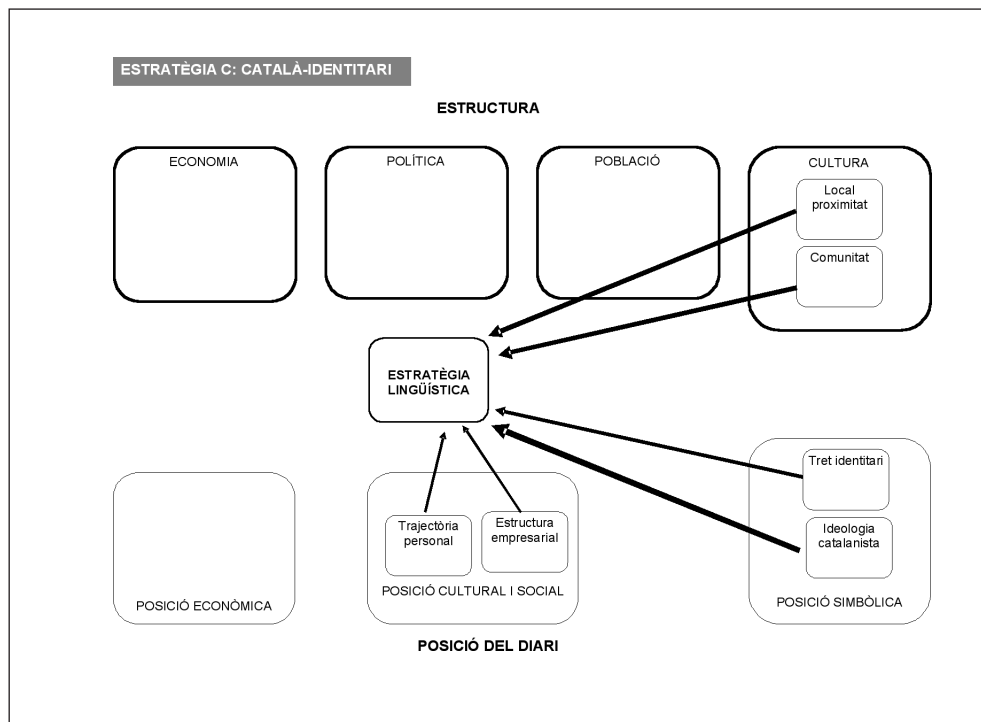 ESTRATÈGIA C: CATALÀ-IDENTITARI
ESTRUCTURA
ECONOMIA
POLÍTICA
POBLACIÓ
CULTURA
Local
proximitat
Comunitat
ESTRATÈGIA
LINGÜÍSTICA
Tret identitari
Ideologia
catalanista
POSICIÓ SIMBÒLICA
Trajectòria
personal
Estructura
empresarial
POSICIÓ CULTURAL I SOCIAL
POSICIÓ ECONÒMICA
POSICIÓ DEL DIARI